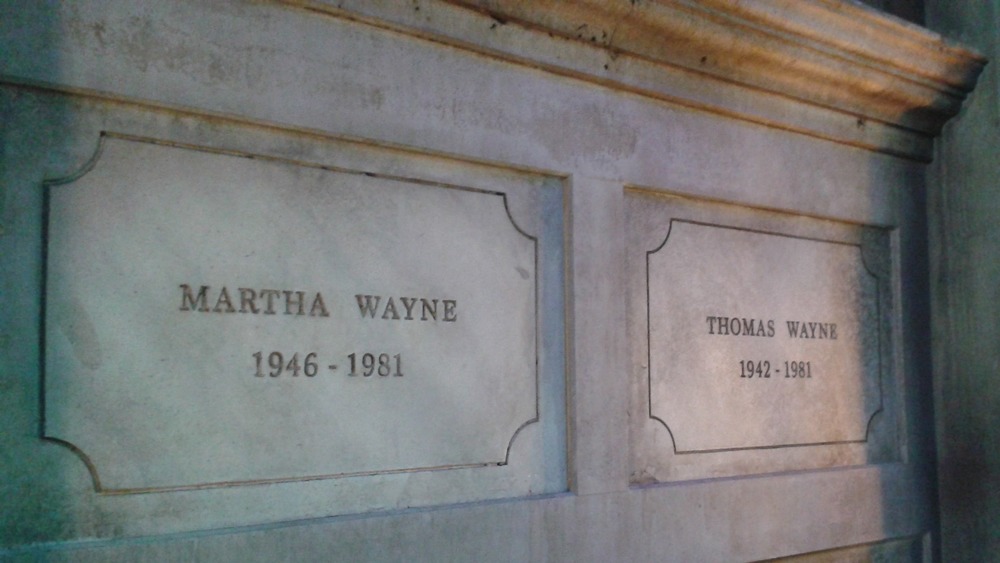 MARTHA WAYNE
1946 - 1981
THOMAS WAYNE
1942 - 1981